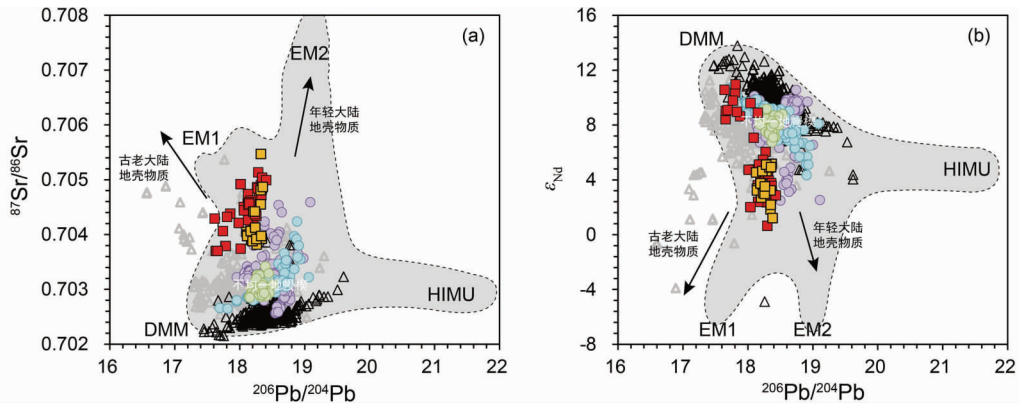 (a)
0.708
0.707
0.706
0.705
0.704
0.703
0.702
⁸⁷Sr/⁸⁶Sr
EM2
EM1
年轻大陆
地壳物质
古老大陆
地壳物质
DMM
HIMU
16 17 18 19 20 21 22
²⁰⁶Pb/²⁰⁴Pb
(b)
16
12
8
4
0
-4
-8
εNd
DMM
HIMU
古老大陆
地壳物质
年轻大陆
地壳物质
EM1
EM2
16 17 18 19 20 21 22
²⁰⁶Pb/²⁰⁴Pb